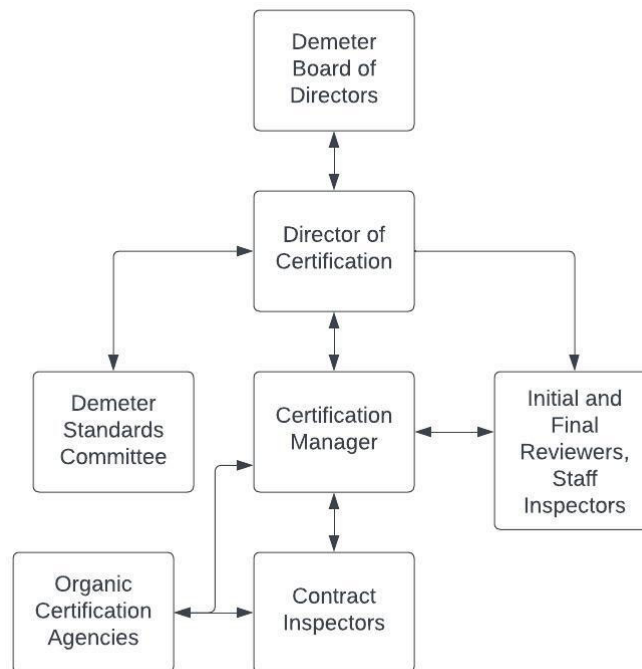 Demeter
Board of
Directors
Director of
Certification
Demeter
Standards
Committee
Certification
Manager
Initial and
Final
Reviewers,
Staff
Inspectors
Organic
Certification
Agencies
Contract
Inspectors